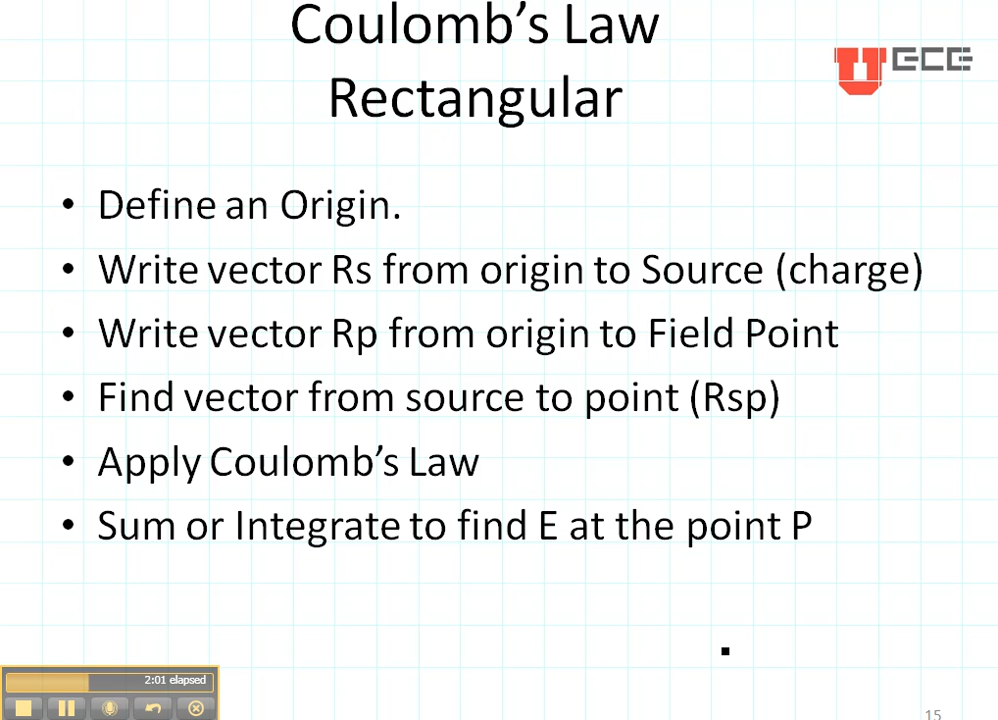 Coulomb's Law
Rectangular
U ECE
• Define an Origin.
• Write vector Rs from origin to Source (charge)
• Write vector Rp from origin to Field Point
• Find vector from source to point (Rsp)
• Apply Coulomb's Law
• Sum or Integrate to find E at the point P
2:01 elapsed
15